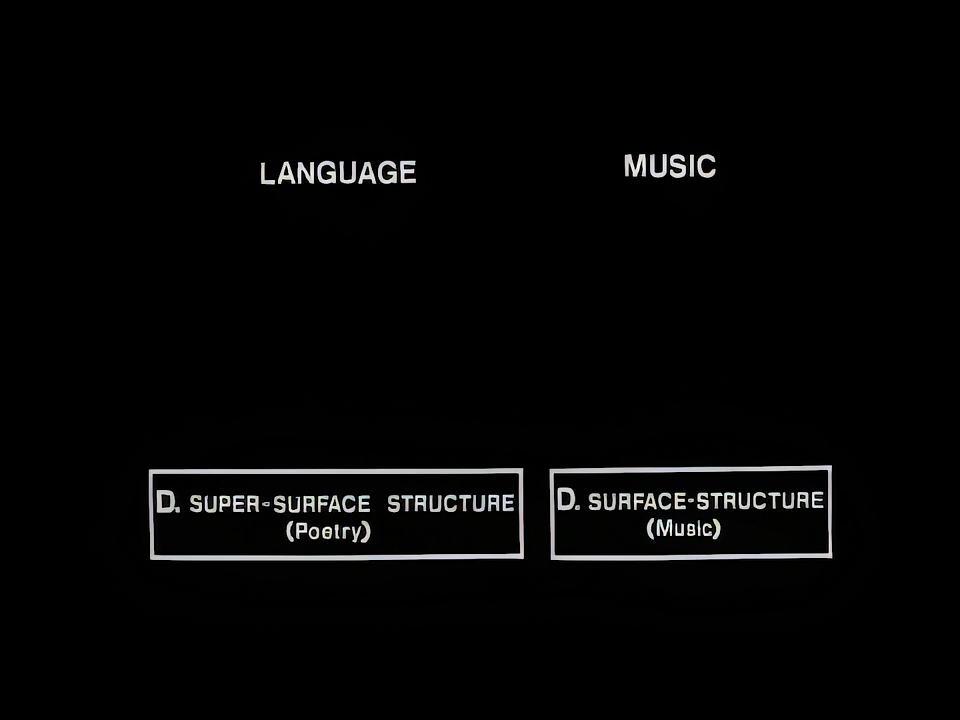 LANGUAGE
MUSIC
D. SUPER-SURFACE STRUCTURE
(Poetry)
D. SURFACE-STRUCTURE
(Music)